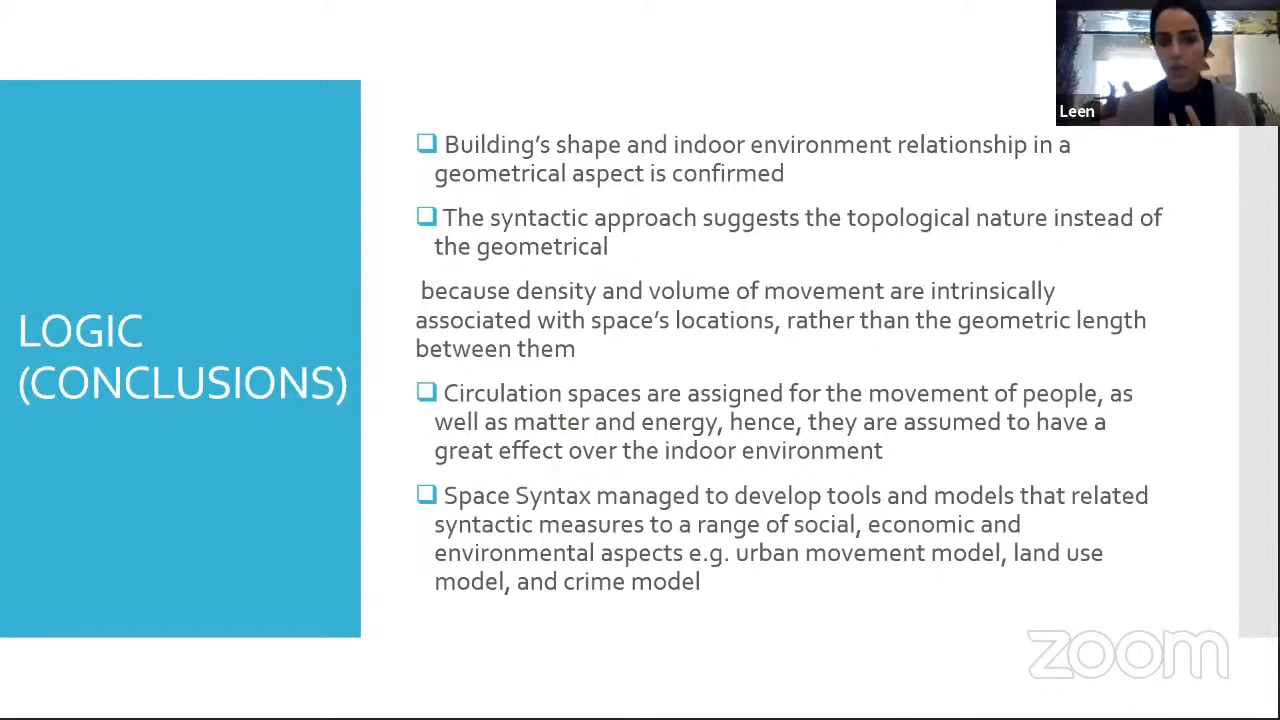 Leen
LOGIC
(CONCLUSIONS)
Building's shape and indoor environment relationship in a
geometrical aspect is confirmed
The syntactic approach suggests the topological nature instead of
the geometrical
because density and volume of movement are intrinsically
associated with space's locations, rather than the geometric length
between them
Circulation spaces are assigned for the movement of people, as
well as matter and energy, hence, they are assumed to have a
great effect over the indoor environment
Space Syntax managed to develop tools and models that related
syntactic measures to a range of social, economic and
environmental aspects e.g. urban movement model, land use
model, and crime model
zoom